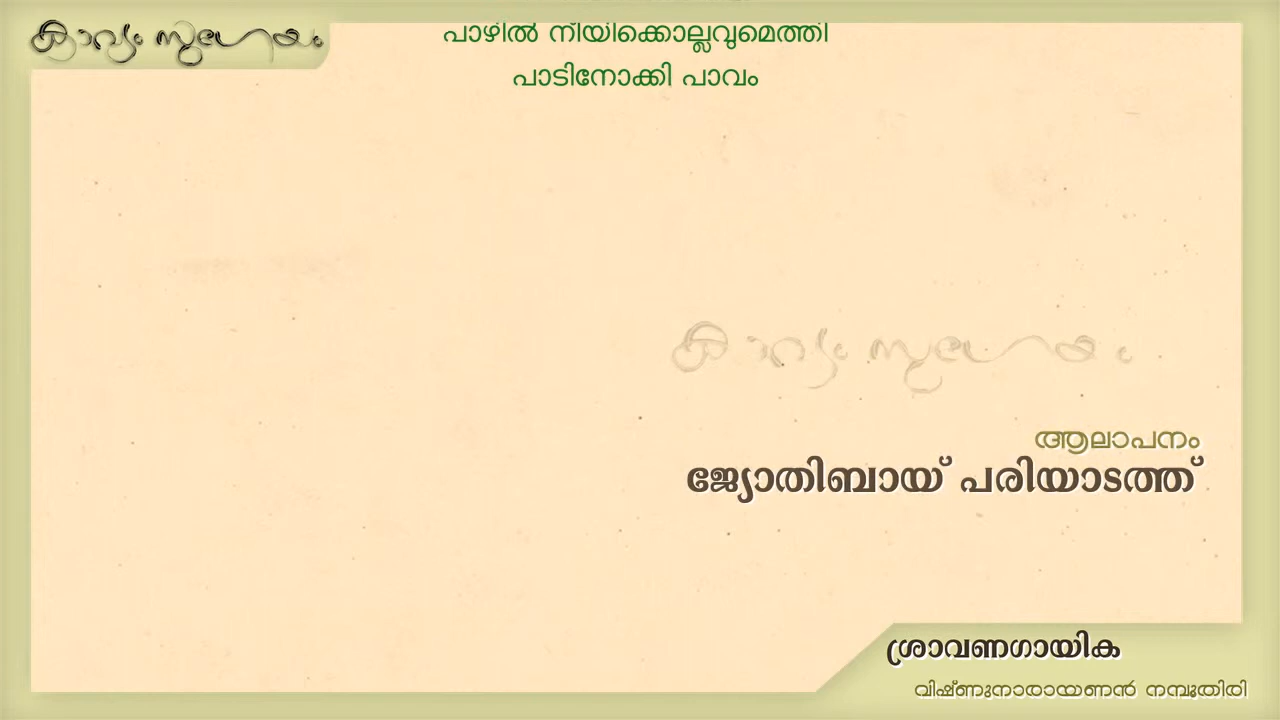 കാവ്യം സുഗേയം
പാഴിൽ നീയിക്കൊല്ലവുമെത്തി
പാടിനോക്കി പാവം
കാവ്യം സുഗേയം
ആലാപനം
ജ്യോതിബായ് പരിയാടത്ത്
ശ്രാവണഗായിക
വിഷ്ണുനാരായണൻ നമ്പൂതിരി